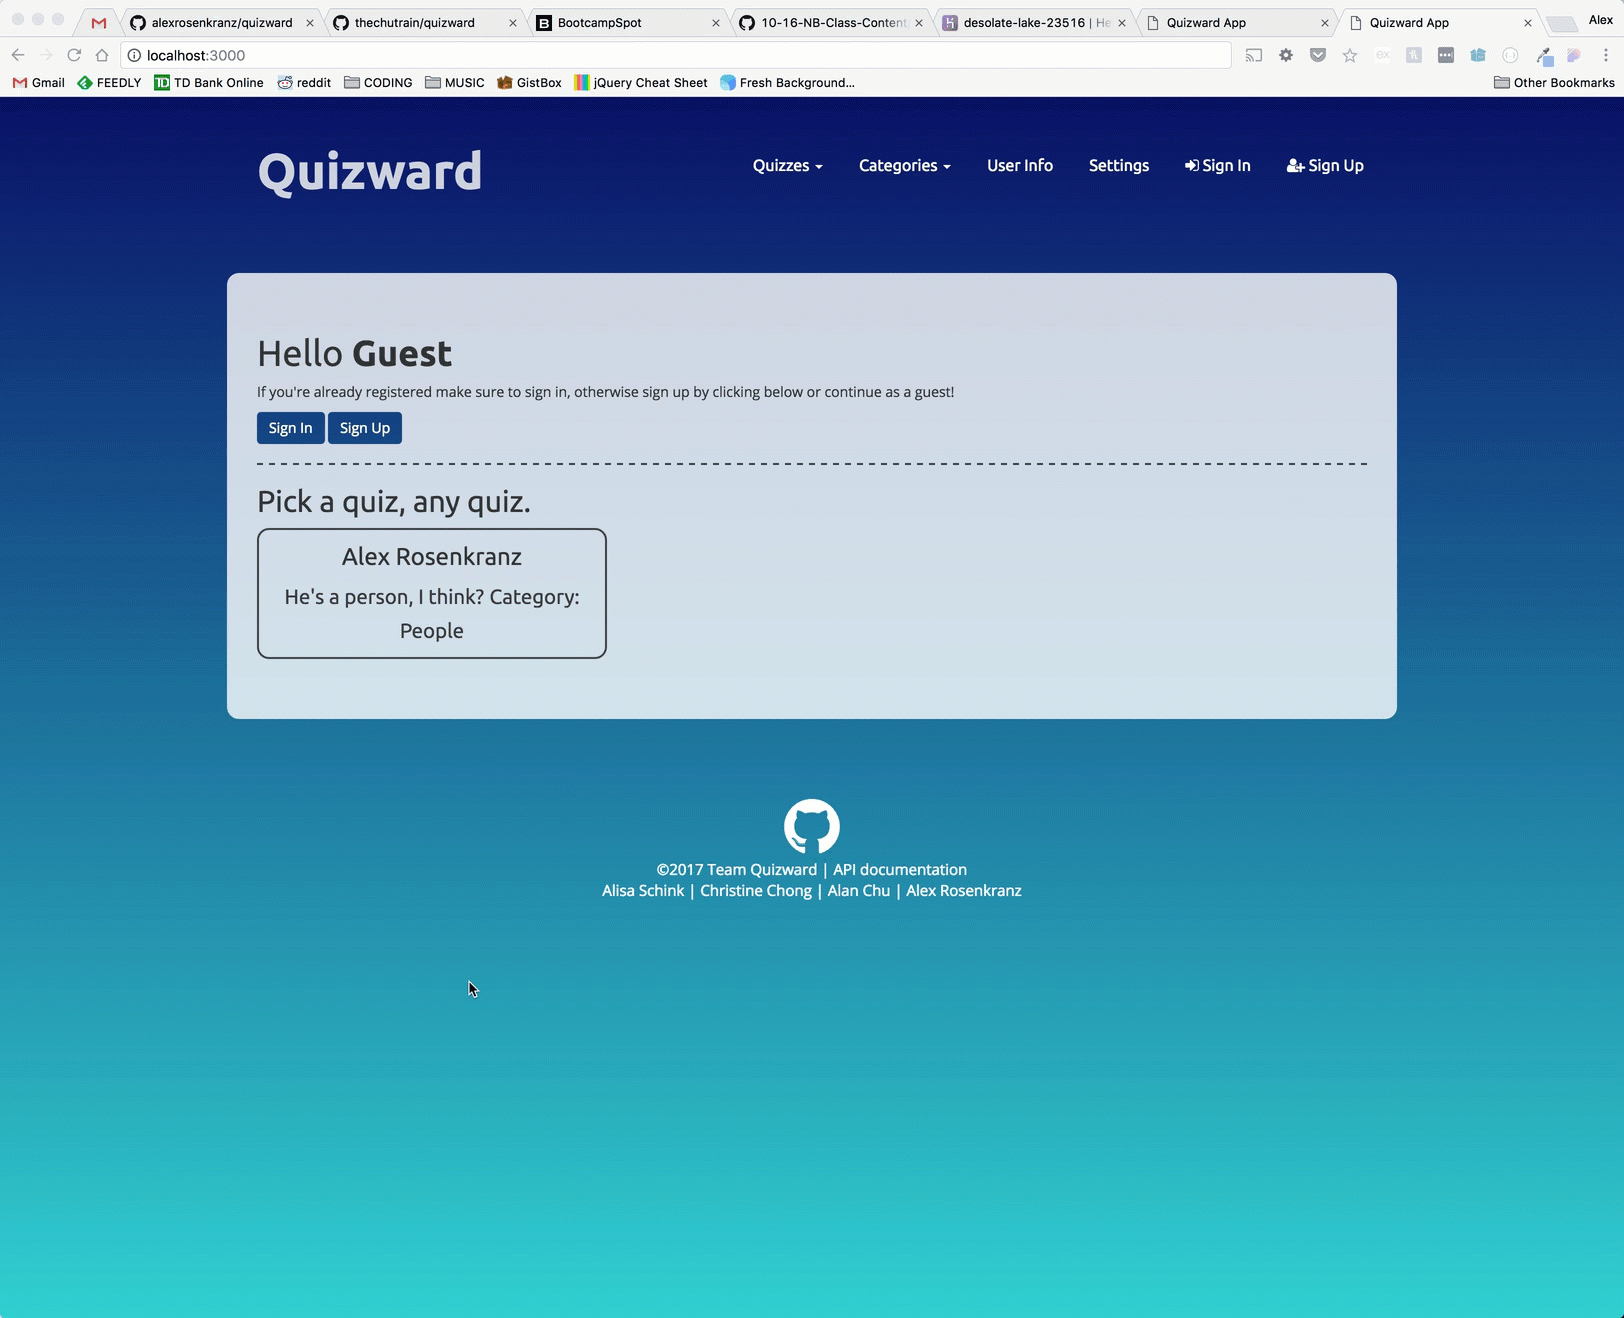 alexrosenkranz/quizward
thechutrain/quizward
BootcampSpot
10-16-NB-Class-Content
desolate-lake-23516 | He
Quizward App
Quizward App
Alex
localhost:3000
Gmail FEEDLY TD Bank Online reddit CODING MUSIC GistBox jQuery Cheat Sheet Fresh Background... Other Bookmarks
Quizward
Quizzes Categories User Info Settings Sign In Sign Up
Hello Guest
If you're already registered make sure to sign in, otherwise sign up by clicking below or continue as a guest!
Sign In Sign Up
Pick a quiz, any quiz.
Alex Rosenkranz
He's a person, I think? Category:
People
©2017 Team Quizward | API documentation
Alisa Schink | Christine Chong | Alan Chu | Alex Rosenkranz